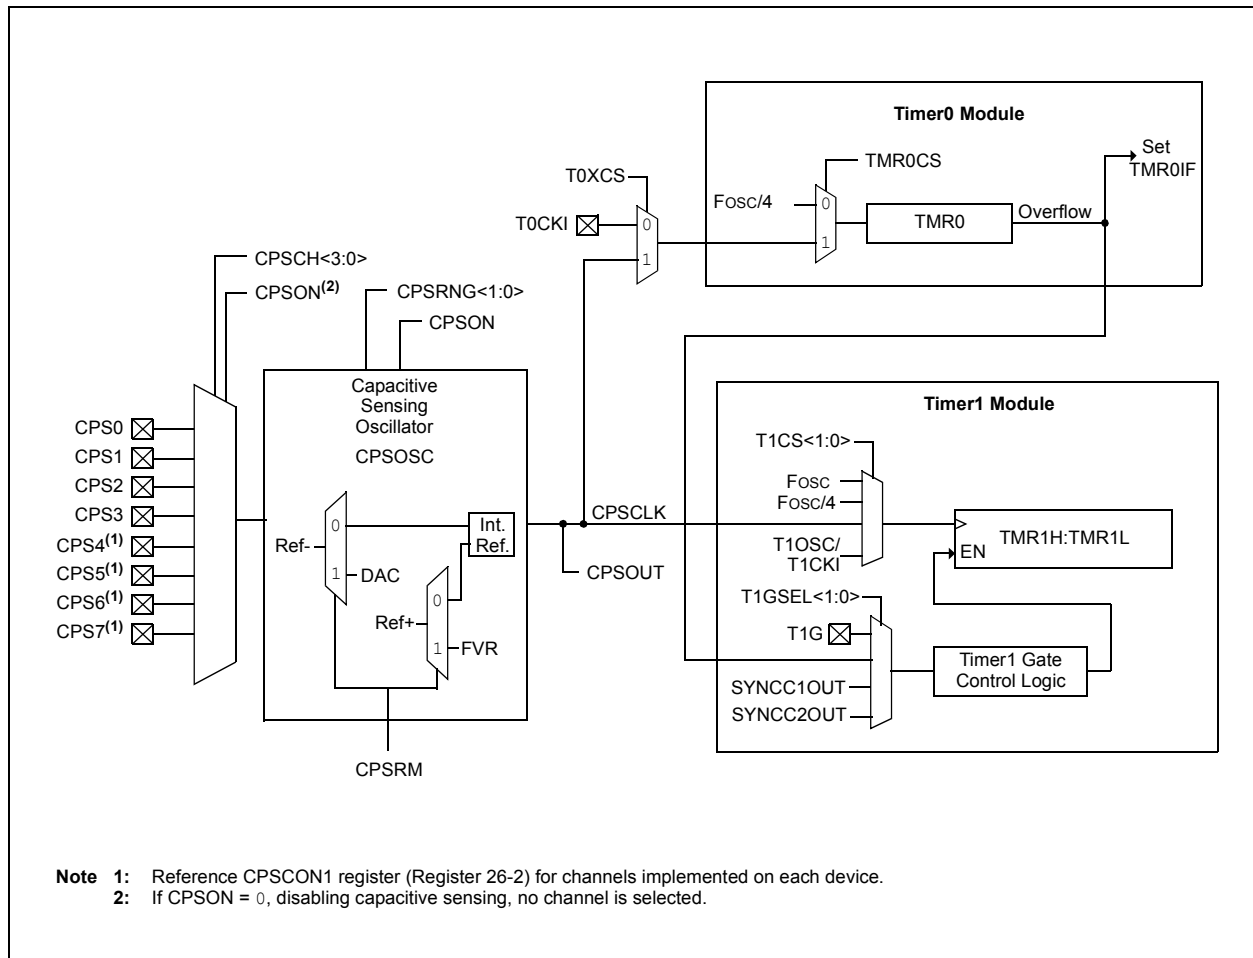 Timer0 Module
Set
TMR0IF
TMR0CS
T0XCS
FOSC/4
0
1
TMR0
Overflow
T0CKI
0
1
CPSCH<3:0>
CPSON(2)
CPSRNG<1:0>
CPSON
Capacitive
Sensing
Oscillator
CPSOSC
CPS0
CPS1
CPS2
CPS3
CPS4(1)
CPS5(1)
CPS6(1)
CPS7(1)
Ref-
0
1
DAC
Int.
Ref.
Ref+
0
1
FVR
CPSRM
CPSCLK
CPSOUT
Timer1 Module
T1CS<1:0>
FOSC
FOSC/4
T1OSC/
T1CKI
EN
TMR1H:TMR1L
T1GSEL<1:0>
T1G
SYNCC1OUT
SYNCC2OUT
Timer1 Gate
Control Logic
Note 1: Reference CPSCON1 register (Register 26-2) for channels implemented on each device.
2: If CPSON = 0, disabling capacitive sensing, no channel is selected.